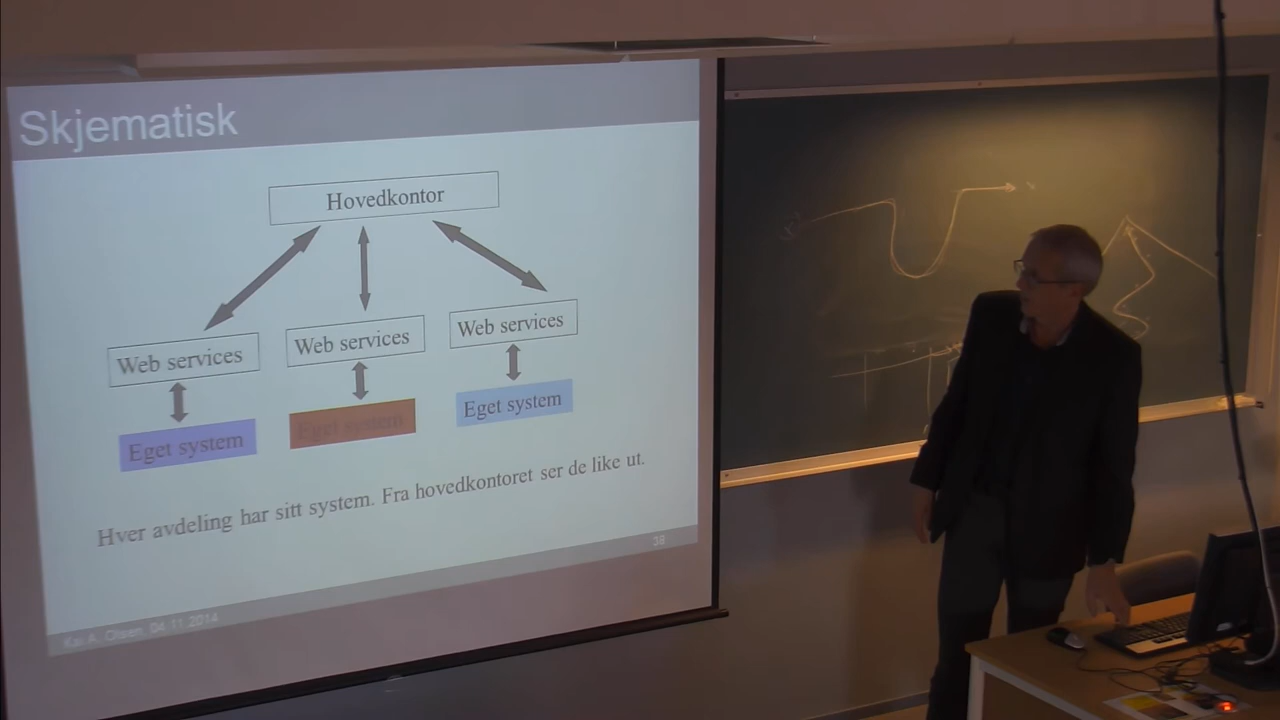 Skjematisk
Hovedkontor
Web services
Web services
Web services
Eget system
Eget system
Eget system
Hver avdeling har sitt system. Fra hovedkontoret ser de like ut.
38
Kai A. Olsen, 04.11.2014